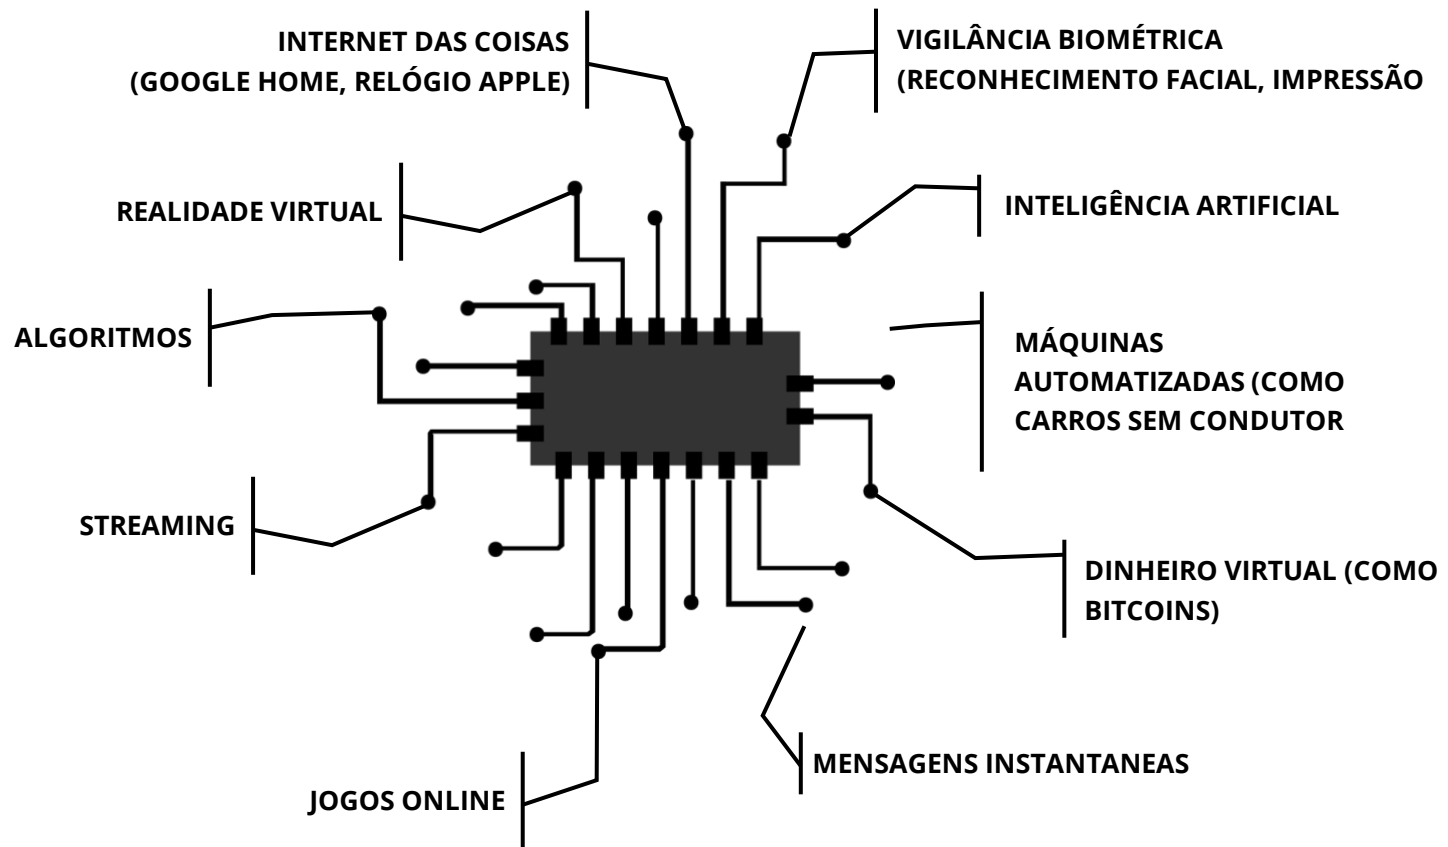 INTERNET DAS COISAS
(GOOGLE HOME, RELÓGIO APPLE)
VIGILÂNCIA BIOMÉTRICA
(RECONHECIMENTO FACIAL, IMPRESSÃO
REALIDADE VIRTUAL
INTELIGÊNCIA ARTIFICIAL
ALGORITMOS
MÁQUINAS
AUTOMATIZADAS (COMO
CARROS SEM CONDUTOR
STREAMING
DINHEIRO VIRTUAL (COMO
BITCOINS)
MENSAGENS INSTANTANEAS
JOGOS ONLINE